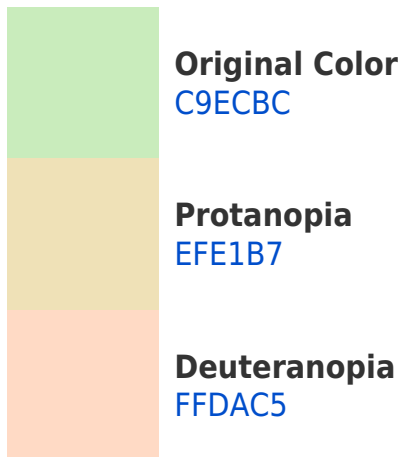 Original Color
C9ECBC
Protanopia
EFE1B7
Deuteranopia
FFDAC5